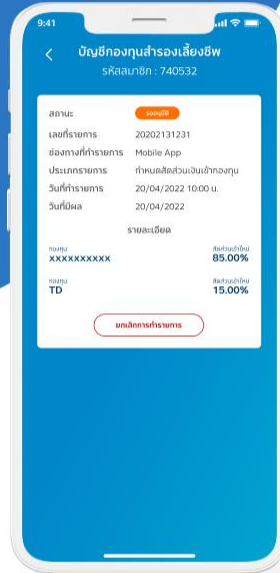 9:41
บัญชีกองทุนสำรองเลี้ยงชีพ
รหัสสมาชิก : 740532
สถานะ รออนุมัติ
เลขที่รายการ 20202131231
ช่องทางที่ทำรายการ Mobile App
ประเภทรายการ กำหนดสัดส่วนเงินเข้ากองทุน
วันที่ทำรายการ 20/04/2022 10:00 น.
วันที่มีผล 20/04/2022
รายละเอียด
กองทุน สัดส่วนเข้าใหม่
XXXXXXXXXX 85.00%
กองทุน สัดส่วนเข้าใหม่
TD 15.00%
ยกเลิกการทำรายการ